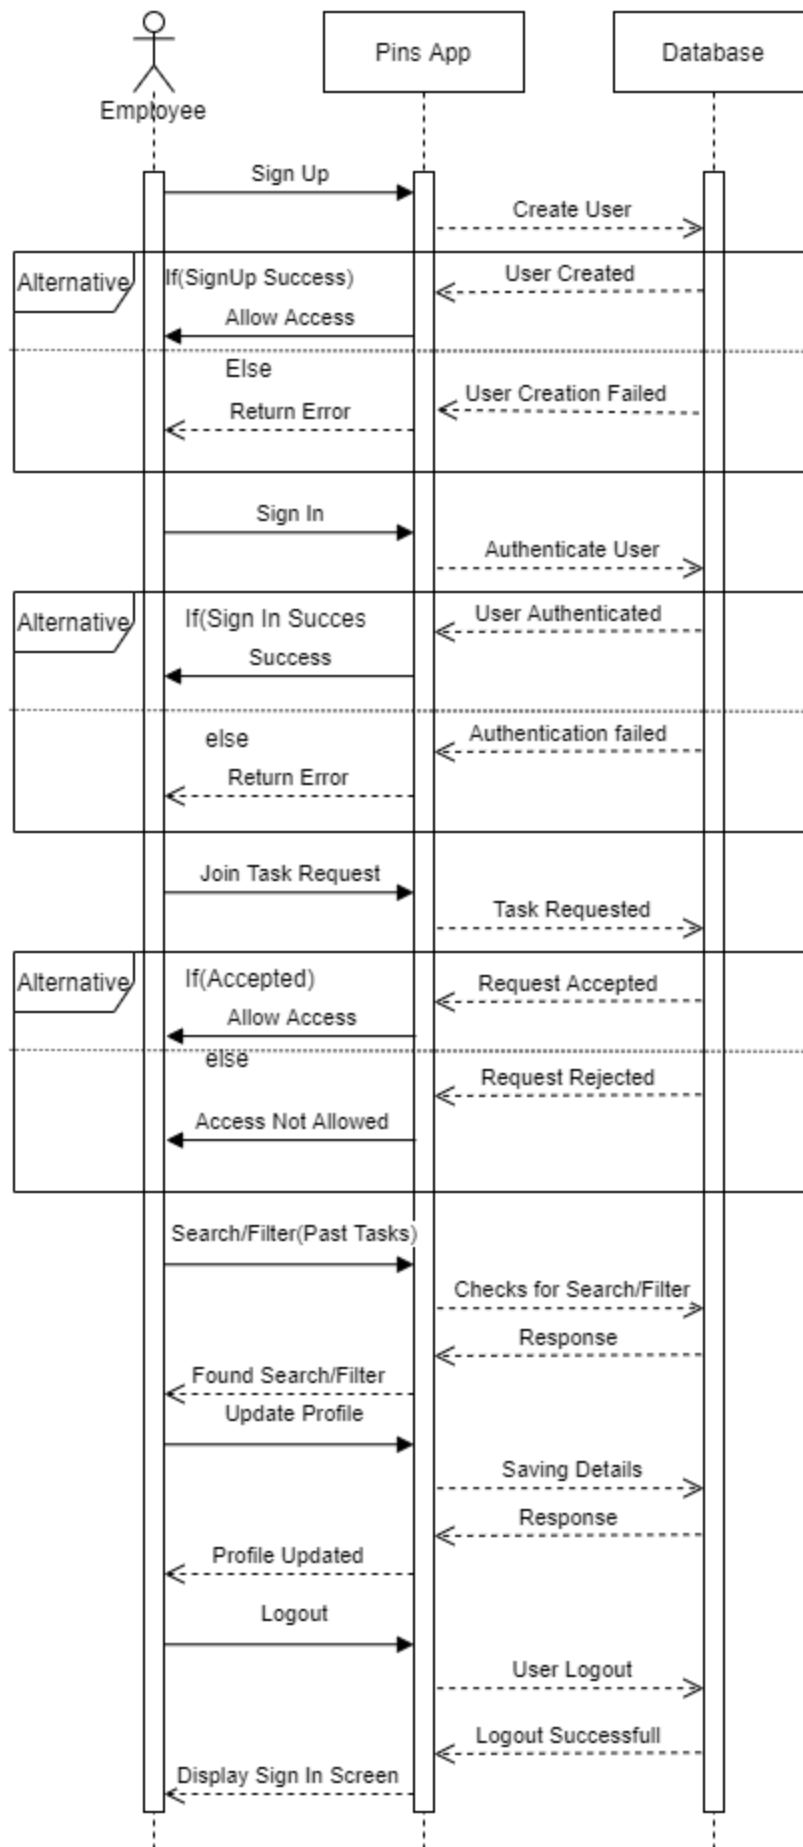 Pins App
Database
Employee
Sign Up
Create User
Alternative
If(SignUp Success)
User Created
Allow Access
Else
User Creation Failed
Return Error
Sign In
Authenticate User
Alternative
If(Sign In Succes
User Authenticated
Success
else
Authentication failed
Return Error
Join Task Request
Task Requested
Alternative
If(Accepted)
Request Accepted
Allow Access
else
Request Rejected
Access Not Allowed
Search/Filter(Past Tasks)
Checks for Search/Filter
Response
Found Search/Filter
Update Profile
Saving Details
Response
Profile Updated
Logout
User Logout
Logout Successfull
Display Sign In Screen